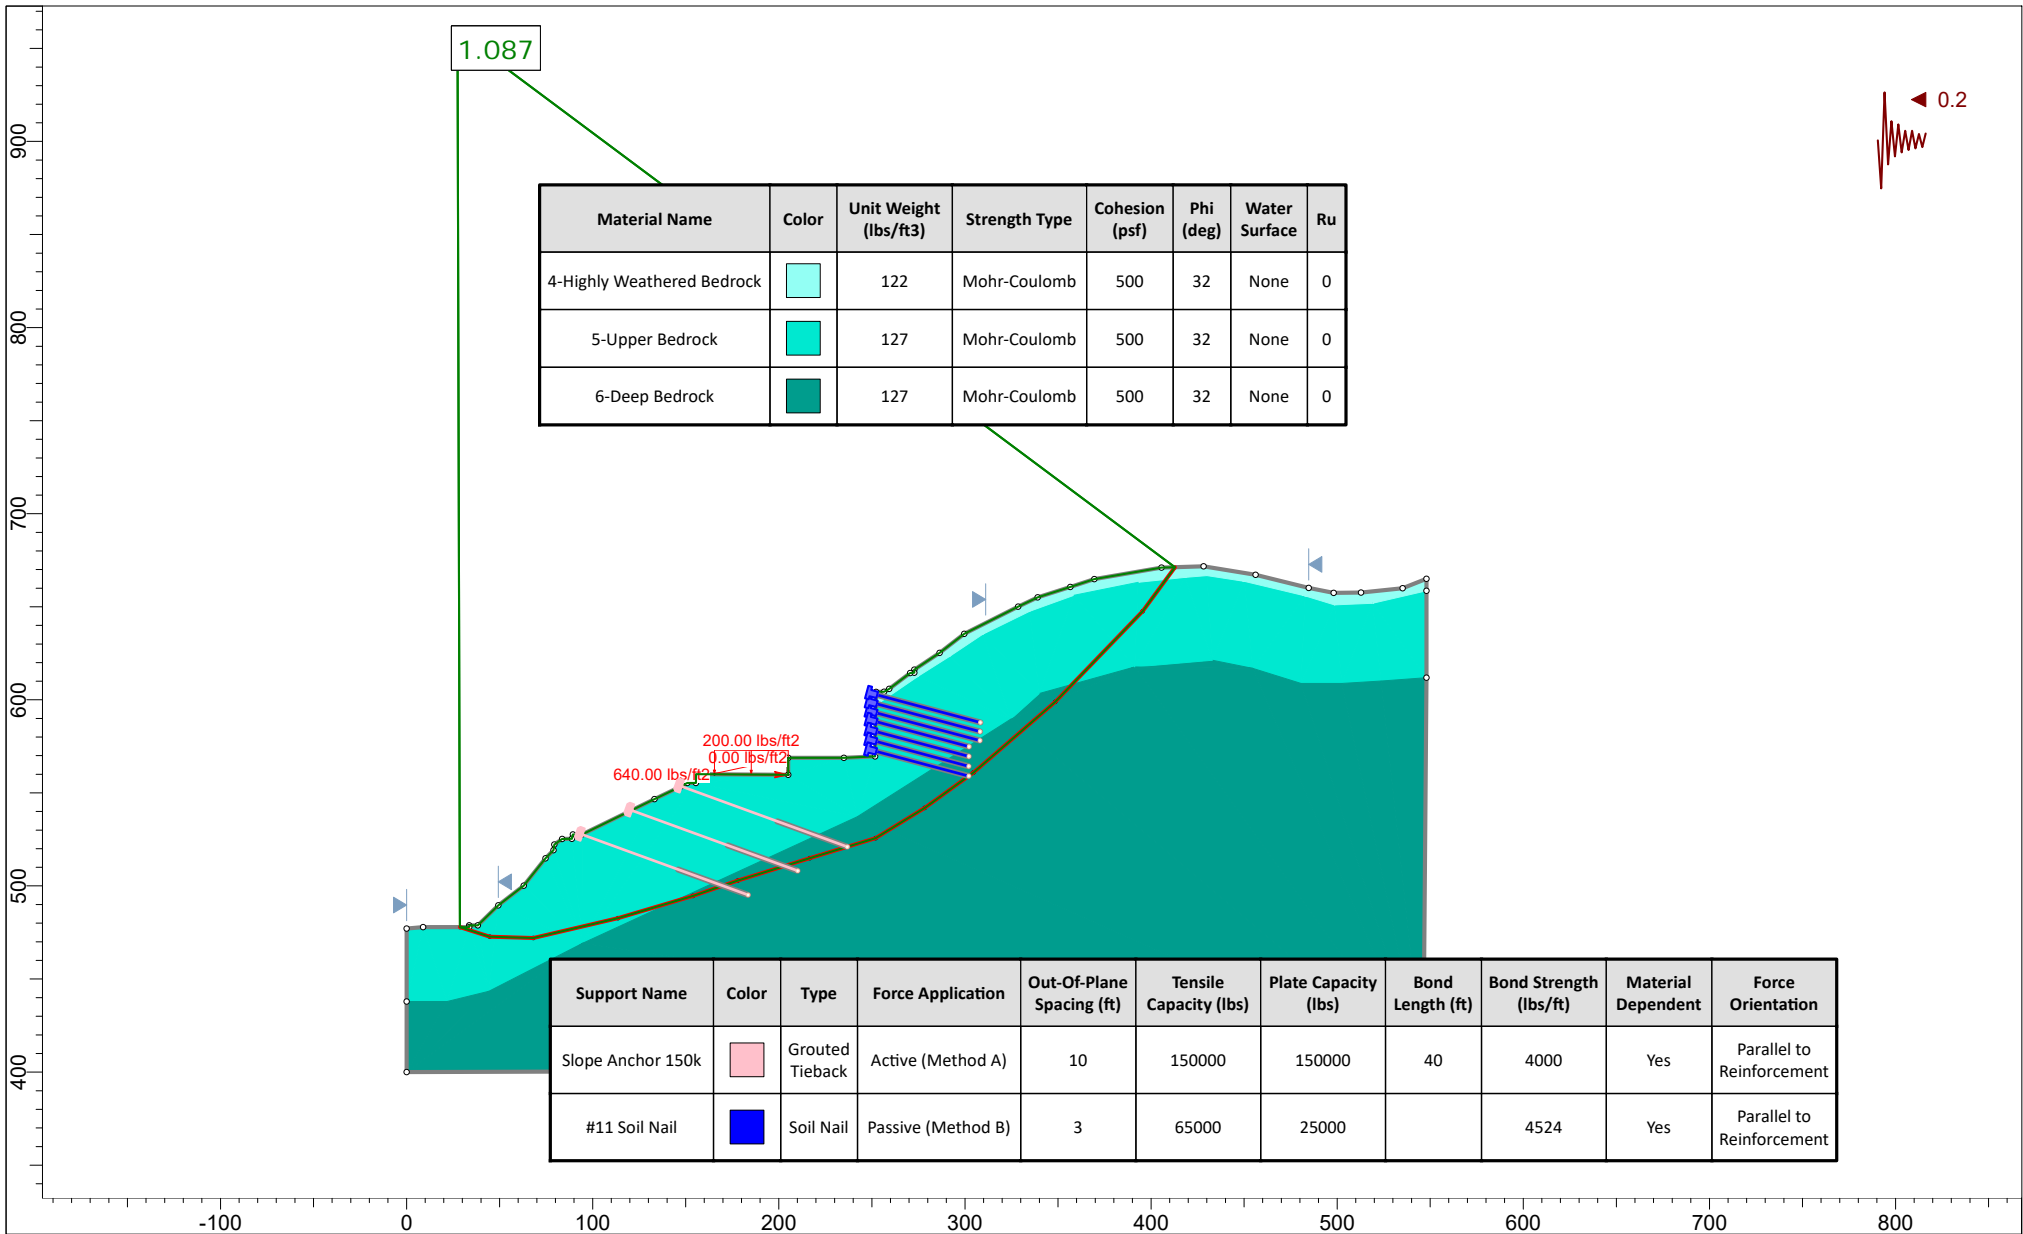 1.087
0.2
Material Name Color Unit Weight (lbs/ft3) Strength Type Cohesion (psf) Phi (deg) Water Surface Ru
4-Highly Weathered Bedrock 122 Mohr-Coulomb 500 32 None 0
5-Upper Bedrock 127 Mohr-Coulomb 500 32 None 0
6-Deep Bedrock 127 Mohr-Coulomb 500 32 None 0
200.00 lbs/ft2
0.00 lbs/ft2
640.00 lbs/ft2
Support Name Color Type Force Application Out-Of-Plane Spacing (ft) Tensile Capacity (lbs) Plate Capacity (lbs) Bond Length (ft) Bond Strength (lbs/ft) Material Dependent Force Orientation
Slope Anchor 150k Grouted Tieback Active (Method A) 10 150000 150000 40 4000 Yes Parallel to Reinforcement
#11 Soil Nail Soil Nail Passive (Method B) 3 65000 25000 4524 Yes Parallel to Reinforcement
900
800
700
600
500
400
-100 0 100 200 300 400 500 600 700 800